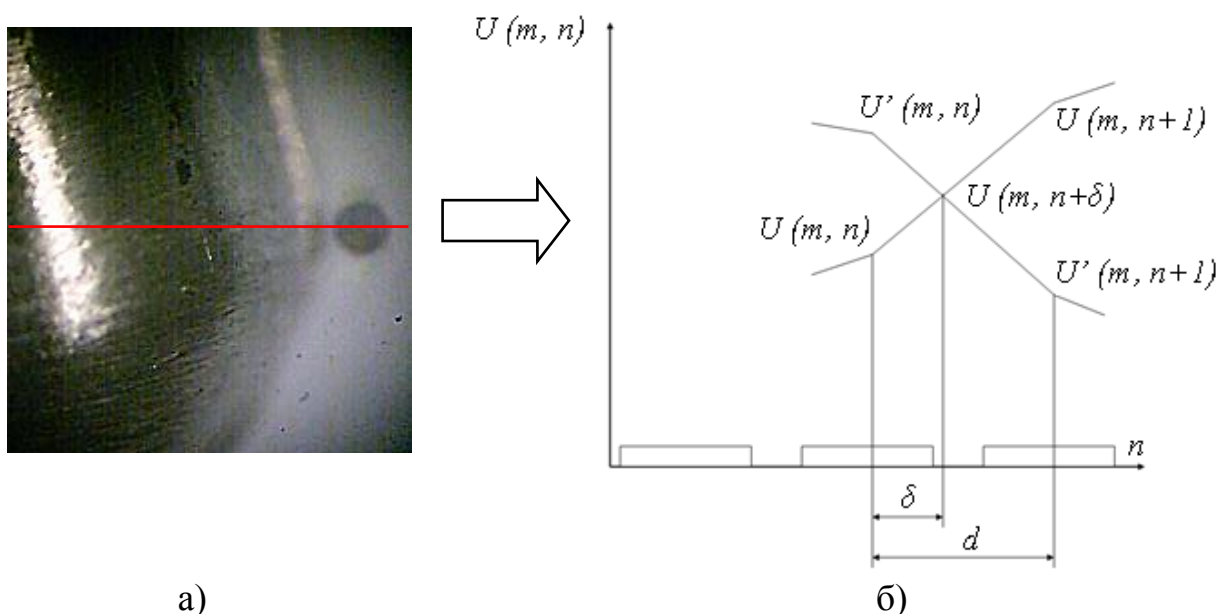 U (m, n)
U’ (m, n)
U (m, n+1)
U (m, n+δ)
U (m, n)
U’ (m, n+1)
n
δ
d
а)
б)